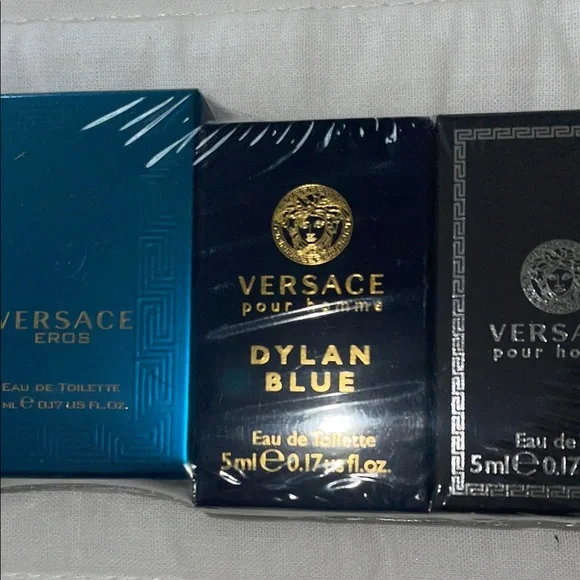 VERSACE
EROS
EAU DE TOILETTE
ML e 0.17 US FL.OZ.
VERSACE
pour homme
DYLAN
BLUE
Eau de Toilette
5ml e 0.17 us fl.oz.
VERSA
pour ho
Eau de
5ml e 0.17